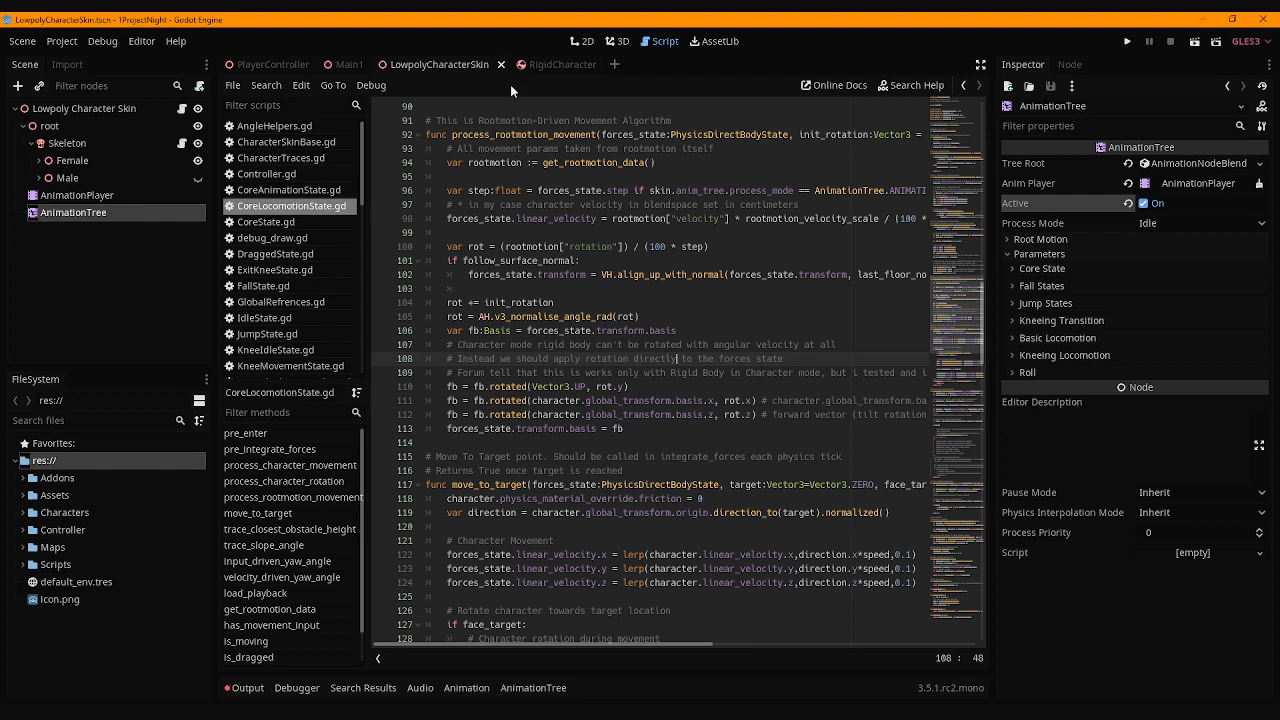 LowpolyCharacterSkin.tscn - TProjectNight - Godot Engine
Scene Project Debug Editor Help
2D 3D Script AssetLib
GLES3
Scene Import
PlayerController Main1 LowpolyCharacterSkin RigidCharacter
Inspector Node
Filter nodes
File Search Edit Go To Debug
Online Docs Search Help
Lowpoly Character Skin
root
Skeleton
Female
Male
AnimationPlayer
AnimationTree
Filter scripts
AngleHelpers.gd
CharacterSkinBase.gd
CharacterTraces.gd
Controller.gd
CoreAnimationState.gd
CoreLocomotionState.gd
CoreState.gd
debug_draw.gd
DraggedState.gd
FallState.gd
GlobalRefrences.gd
IdleState.gd
JumpState.gd
KneeIdleState.gd
KneeMovementState.gd
CoreLocomotionState.gd
Filter methods
pre_enter
pre_integrate_forces
process_character_movement
process_character_rotation
process_rootmotion_movement
move_to_target
trace_closest_obstacle_height
trace_slope_angle
input_driven_yaw_angle
velocity_driven_yaw_angle
loa_playback
get_rootmotion_data
has_movement_input
is_moving
is_dragged
FileSystem
res://
Search files
Favorites:
res://
Addons
Assets
Characters
Controller
Maps
Scripts
default_env.tres
Icon.png
90
# This is Rootmotion-Driven Movement Algorithm
func process_rootmotion_movement(forces_state:PhysicsDirectBodyState, init_rotation:Vector3 =
# All movement params taken from rootmotion itself
94 var rootmotion := get_rootmotion_data()
var step:float = forces_state.step if skin.anim_tree.process_mode == AnimationTree.ANIMATI
97 # * in my case character velocity in blendspace set in centimeters
98 forces_state.linear_velocity = rootmotion["velocity"] * rootmotion_velocity_scale / (100 *
99
100 var rot = (rootmotion["rotation"]) / (100 * step)
101 if follow_surface_normal:
102 forces_state.transform = VH.align_up_with_normal(forces_state.transform, last_floor_no
103
104 rot += init_rotation
105 rot = AH.v3_normalise_angle_rad(rot)
106 var fb:Basis = forces_state.transform.basis
107 # Character mode rigid body can't be rotated with angular velocity at all
108 # Instead we should apply rotation directly to the forces state
109 # Forum tell that this is works only with Rigid Body in Character mode, but i tested and i
110 fb = fb.rotated(Vector3.UP, rot.y)
111 fb = fb.rotated(character.global_transform.basis.x, rot.x) # character.global_transform.ba
112 fb = fb.rotated(character.global_transform.basis.z, rot.z) # forward vector (tilt rotation
113 forces_state.transform.basis = fb
114
115 # Move To Target point. Should be called in integrate_forces each physics tick
116 # Returns True once target is reached
117 func move_to_target(forces_state:PhysicsDirectBodyState, target:Vector3=Vector3.ZERO, face_tar
118 character.physics_material_override.friction = 0
119 var direction = character.global_transform.origin.direction_to(target).normalized()
120
121 # Character Movement
122 forces_state.linear_velocity.x = lerp(character.linear_velocity.x,direction.x*speed,0.1)
123 forces_state.linear_velocity.y = lerp(character.linear_velocity.y,direction.y*speed,0.1)
124 forces_state.linear_velocity.z = lerp(character.linear_velocity.z,direction.z*speed,0.1)
125
126 # Rotate character towards target location
127 if face_target:
128 # Character rotation during movement
108 : 48
Output Debugger Search Results Audio Animation AnimationTree
3.5.1.rc2.mono
AnimationTree
Filter properties
AnimationTree
Tree Root AnimationNodeBlend
Anim Player AnimationPlayer
Active On
Process Mode Idle
Root Motion
Parameters
Core State
Fall States
Jump States
Kneeing Transition
Basic Locomotion
Kneeing Locomotion
Roll
Node
Editor Description
Pause Mode Inherit
Physics Interpolation Mode Inherit
Process Priority 0
Script [empty]